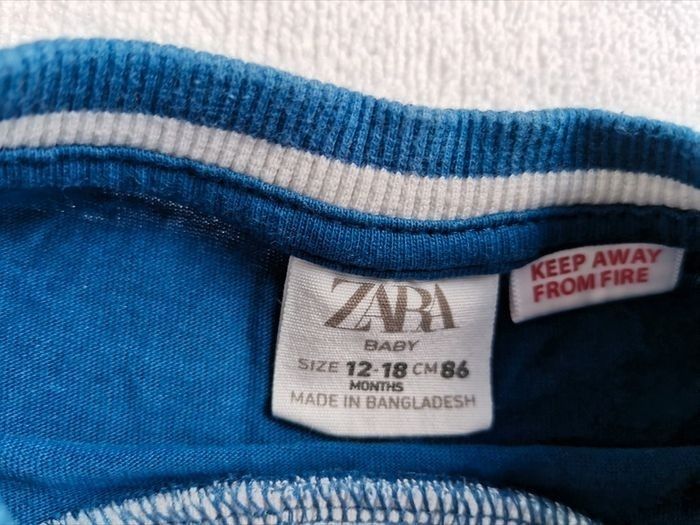 ZARA
BABY
SIZE 12-18 CM 86
MONTHS
MADE IN BANGLADESH
KEEP AWAY
FROM FIRE